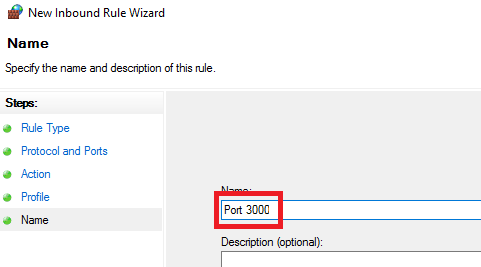 New Inbound Rule Wizard
Name
Specify the name and description of this rule.
Steps:
Rule Type
Protocol and Ports
Action
Profile
Name
Name:
Port 3000
Description (optional):